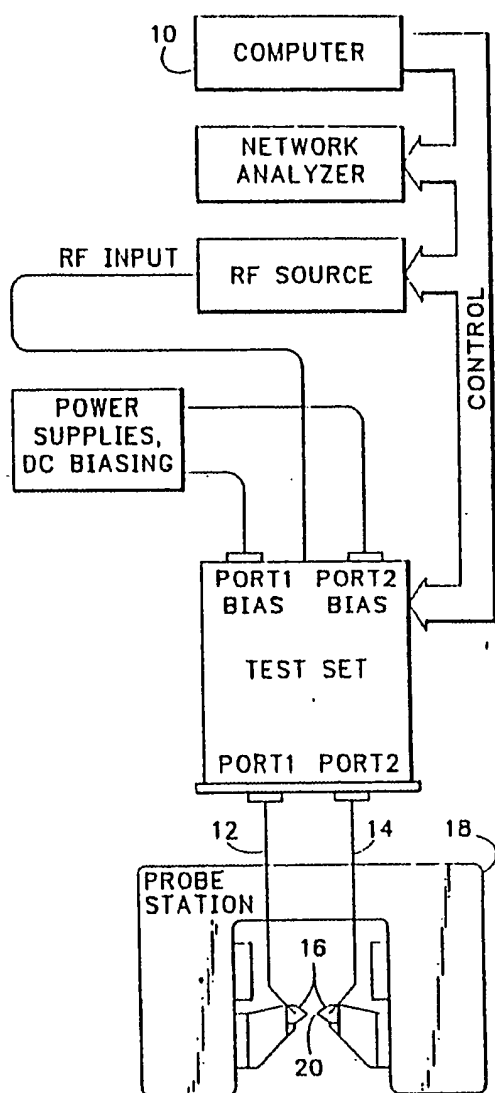 10
COMPUTER
NETWORK
ANALYZER
RF INPUT
RF SOURCE
CONTROL
POWER
SUPPLIES,
DC BIASING
PORT1 PORT2
BIAS BIAS
TEST SET
PORT1 PORT2
12
14
18
PROBE
STATION
16
20